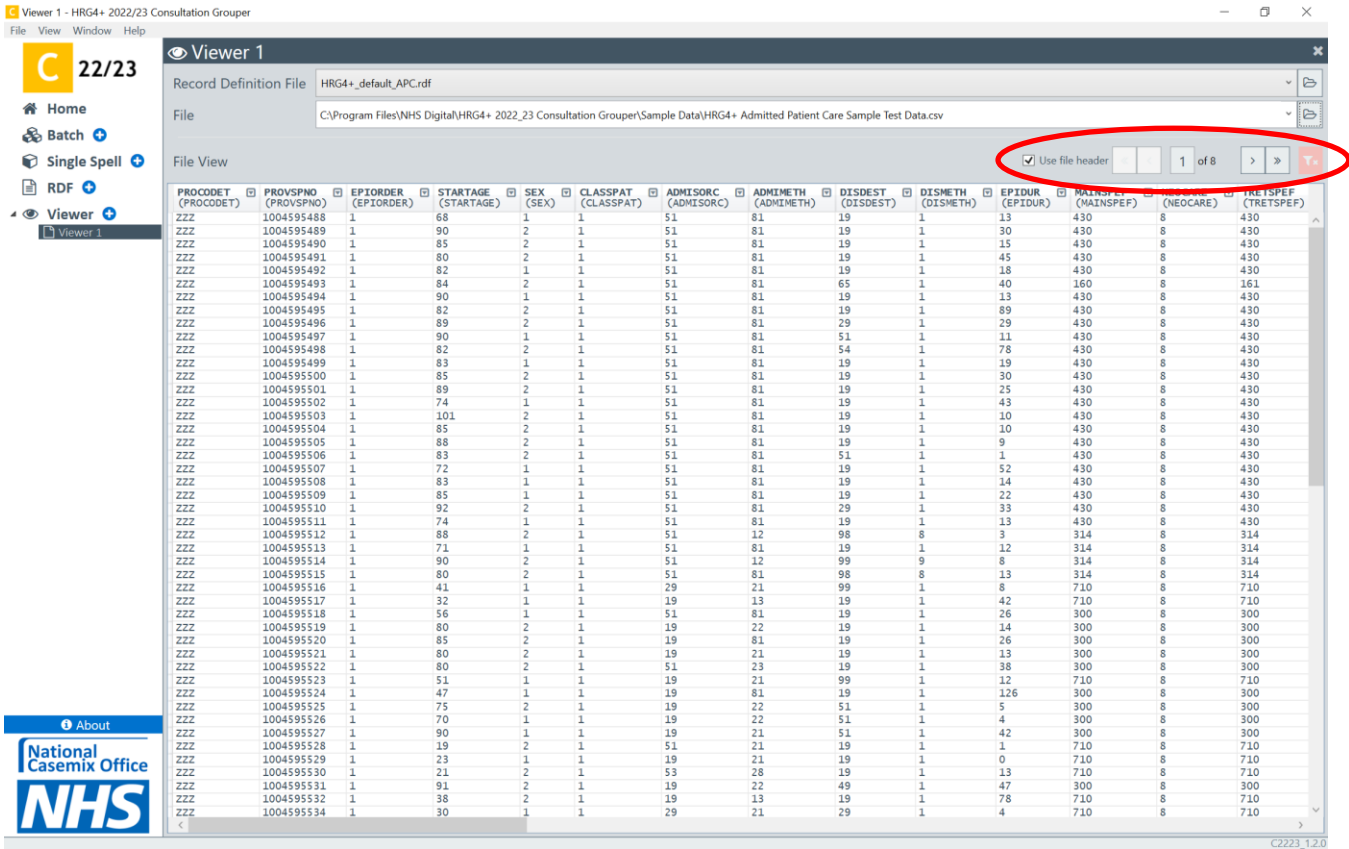 C Viewer 1 - HRG4+ 2022/23 Consultation Grouper
File View Window Help
C 22/23
Home
Batch
Single Spell
RDF
Viewer
Viewer 1
About
National
Casemix Office
NHS
Viewer 1
Record Definition File HRG4+_default_APC.rdf
File C:\Program Files\NHS Digital\HRG4+ 2022_23 Consultation Grouper\Sample Data\HRG4+ Admitted Patient Care Sample Test Data.csv
File View Use file header « ‹ 1 of 8 › »
PROCODET PROVSPNO EPIORDER STARTAGE SEX CLASSPAT ADMISORC ADMIMETH DISDEST DISMETH EPIDUR MAINSPEF NEOCARE TRETSPEF
(PROCODET) (PROVSPNO) (EPIORDER) (STARTAGE) (SEX) (CLASSPAT) (ADMISORC) (ADMIMETH) (DISDEST) (DISMETH) (EPIDUR) (MAINSPEF) (NEOCARE) (TRETSPEF)
ZZZ 1004595488 1 68 1 1 51 81 19 1 13 430 8 430
ZZZ 1004595489 1 90 2 1 51 81 19 1 30 430 8 430
ZZZ 1004595490 1 85 2 1 51 81 19 1 15 430 8 430
ZZZ 1004595491 1 80 2 1 51 81 19 1 45 430 8 430
ZZZ 1004595492 1 82 1 1 51 81 19 1 18 430 8 430
ZZZ 1004595493 1 84 2 1 51 81 65 1 40 160 8 161
ZZZ 1004595494 1 90 1 1 51 81 19 1 13 430 8 430
ZZZ 1004595495 1 82 2 1 51 81 19 1 89 430 8 430
ZZZ 1004595496 1 89 2 1 51 81 29 1 29 430 8 430
ZZZ 1004595497 1 90 1 1 51 81 51 1 11 430 8 430
ZZZ 1004595498 1 82 2 1 51 81 54 1 78 430 8 430
ZZZ 1004595499 1 83 1 1 51 81 19 1 19 430 8 430
ZZZ 1004595500 1 85 2 1 51 81 19 1 30 430 8 430
ZZZ 1004595501 1 89 2 1 51 81 19 1 25 430 8 430
ZZZ 1004595502 1 74 1 1 51 81 19 1 43 430 8 430
ZZZ 1004595503 1 101 2 1 51 81 19 1 10 430 8 430
ZZZ 1004595504 1 85 2 1 51 81 19 1 10 430 8 430
ZZZ 1004595505 1 88 2 1 51 81 19 1 9 430 8 430
ZZZ 1004595506 1 83 2 1 51 81 51 1 1 430 8 430
ZZZ 1004595507 1 72 1 1 51 81 19 1 52 430 8 430
ZZZ 1004595508 1 83 1 1 51 81 19 1 14 430 8 430
ZZZ 1004595509 1 85 1 1 51 81 19 1 22 430 8 430
ZZZ 1004595510 1 92 2 1 51 81 29 1 33 430 8 430
ZZZ 1004595511 1 74 1 1 51 81 19 1 13 430 8 430
ZZZ 1004595512 1 88 2 1 51 12 98 8 3 314 8 314
ZZZ 1004595513 1 71 1 1 51 81 19 1 12 314 8 314
ZZZ 1004595514 1 90 2 1 51 12 99 9 8 314 8 314
ZZZ 1004595515 1 80 2 1 51 81 98 8 13 314 8 314
ZZZ 1004595516 1 41 1 1 29 21 99 1 8 710 8 710
ZZZ 1004595517 1 32 1 1 19 13 19 1 42 710 8 710
ZZZ 1004595518 1 56 1 1 51 81 19 1 26 300 8 300
ZZZ 1004595519 1 80 2 1 19 22 19 1 14 300 8 300
ZZZ 1004595520 1 85 2 1 19 81 19 1 26 300 8 300
ZZZ 1004595521 1 80 2 1 19 21 19 1 13 300 8 300
ZZZ 1004595522 1 80 2 1 51 23 19 1 38 300 8 300
ZZZ 1004595523 1 51 1 1 19 21 99 1 12 710 8 710
ZZZ 1004595524 1 47 1 1 19 81 19 1 126 300 8 300
ZZZ 1004595525 1 75 2 1 19 22 51 1 5 300 8 300
ZZZ 1004595526 1 70 1 1 19 22 51 1 4 300 8 300
ZZZ 1004595527 1 90 1 1 19 21 51 1 42 300 8 300
ZZZ 1004595528 1 19 2 1 51 21 19 1 1 710 8 710
ZZZ 1004595529 1 23 1 1 19 21 19 1 0 710 8 710
ZZZ 1004595530 1 21 2 1 53 28 19 1 13 710 8 710
ZZZ 1004595531 1 91 2 1 19 22 49 1 47 300 8 300
ZZZ 1004595532 1 38 2 1 19 13 19 1 78 710 8 710
ZZZ 1004595534 1 30 1 1 29 21 29 1 4 710 8 710
C2223_1.2.0